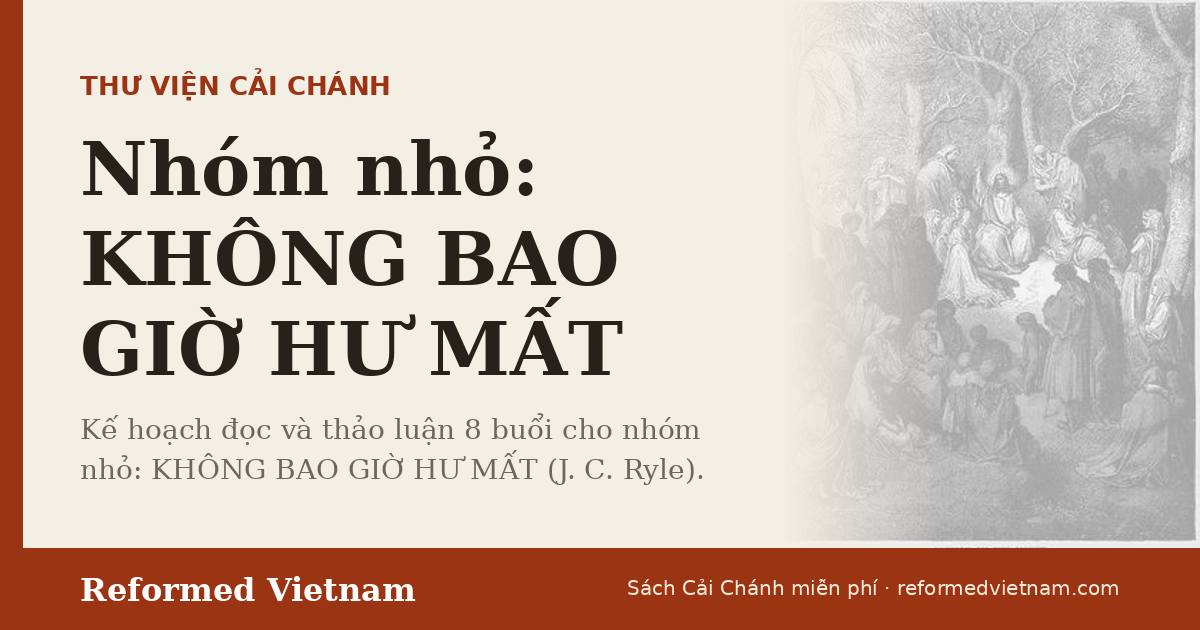 THƯ VIỆN CẢI CHÁNH
Nhóm nhỏ:
KHÔNG BAO
GIỜ HƯ MẤT
Kế hoạch đọc và thảo luận 8 buổi cho nhóm
nhỏ: KHÔNG BAO GIỜ HƯ MẤT (J. C. Ryle).
Reformed Vietnam
Sách Cải Chánh miễn phí · reformedvietnam.com